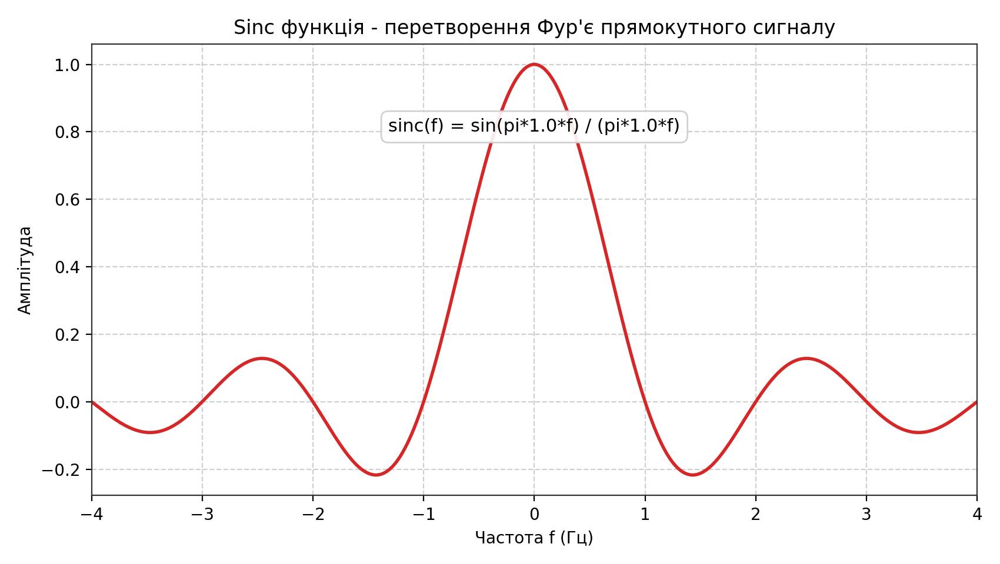 Sinc функція - перетворення Фур'є прямокутного сигналу
1.0
0.8
0.6
0.4
0.2
0.0
−0.2
Амплітуда
sinc(f) = sin(pi*1.0*f) / (pi*1.0*f)
−4 −3 −2 −1 0 1 2 3 4
Частота f (Гц)